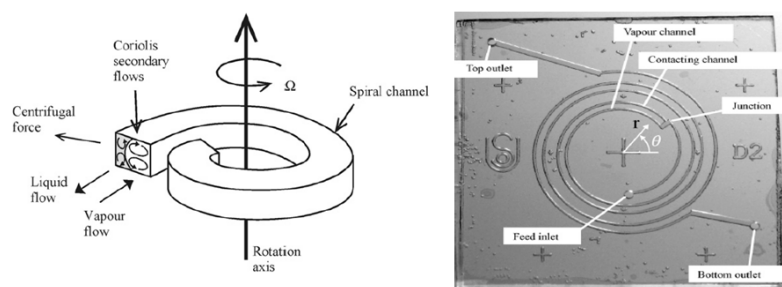 Coriolis
secondary
flows
Ω
Spiral channel
Centrifugal
force
Liquid
flow
Vapour
flow
Rotation
axis
Vapour channel
Contacting channel
Top outlet
Junction
r
θ
D2
Feed inlet
Bottom outlet